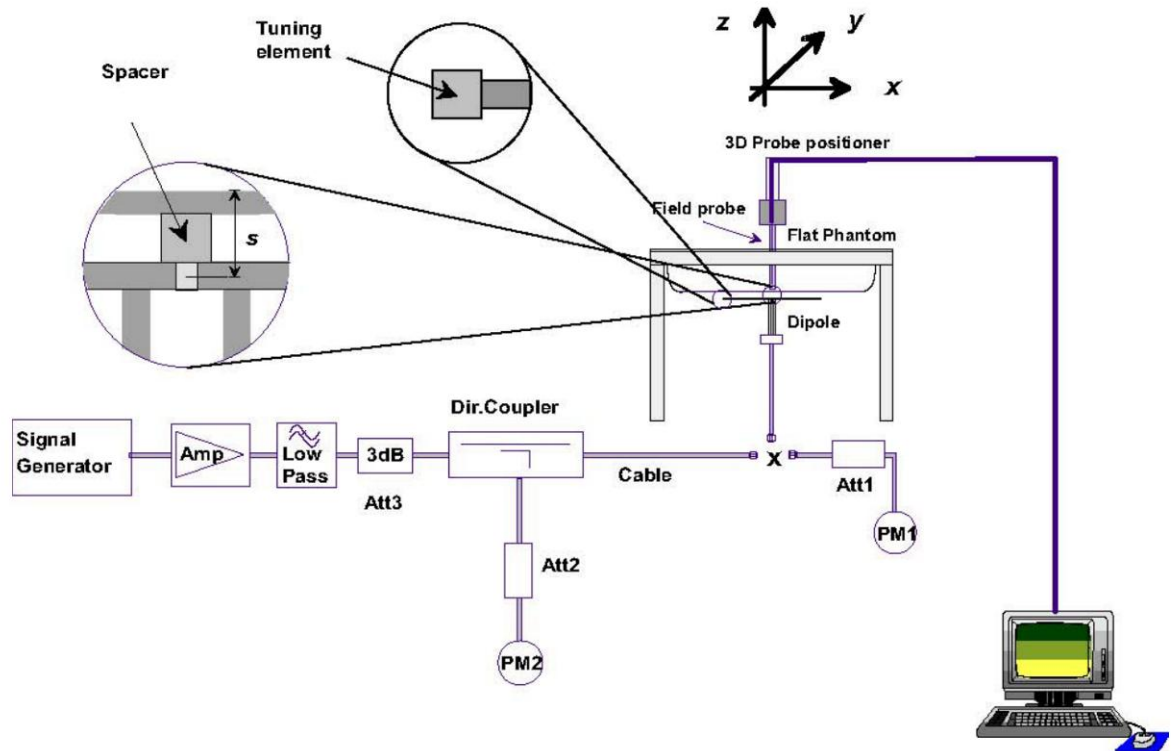 Tuning
element
Spacer
z
y
x
3D Probe positioner
Field probe
Flat Phantom
s
Dipole
Dir.Coupler
Signal
Generator
Amp
Low
Pass
3dB
Att3
Cable
x
Att1
PM1
Att2
PM2